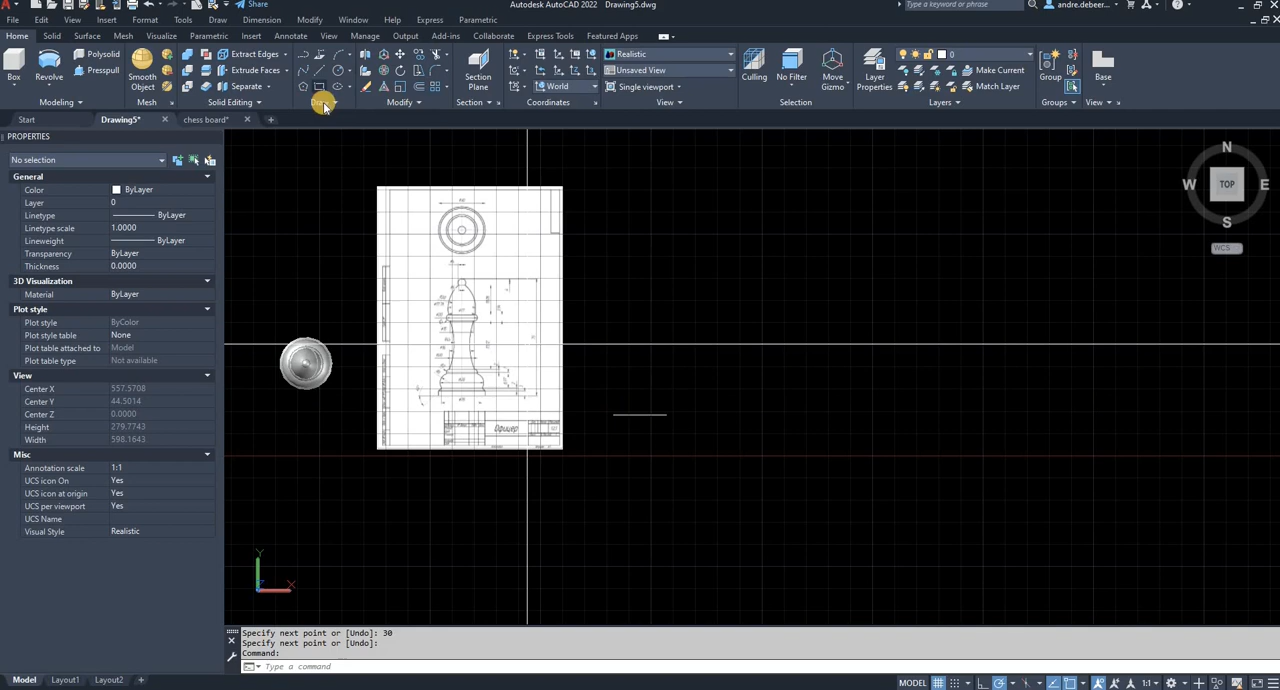 Share
Autodesk AutoCAD 2022   Drawing5.dwg
Type a keyword or phrase
andre.debeer...
File Edit View Insert Format Tools Draw Dimension Modify Window Help Express Parametric
Home Solid Surface Mesh Visualize Parametric Insert Annotate View Manage Output Add-ins Collaborate Express Tools Featured Apps
Box
Revolve
Polysolid
Presspull
Smooth
Object
Extrude Edges
Extrude Faces
Separate
Section
Plane
World
Realistic
Unsaved View
Single viewport
Culling
No Filter
Move
Gizmo
Layer
Properties
0
Make Current
Match Layer
Group
Base
Modeling
Mesh
Solid Editing
Draw
Modify
Section
Coordinates
View
Selection
Layers
Groups
View
Start
Drawing5*
chess board*
PROPERTIES
No selection
General
Color ByLayer
Layer 0
Linetype ByLayer
Linetype scale 1.0000
Lineweight ByLayer
Transparency ByLayer
Thickness 0.0000
3D Visualization
Material ByLayer
Plot style
Plot style ByColor
Plot style table None
Plot table attached to Model
Plot table type Not available
View
Center X 557.5708
Center Y 44.5014
Center Z 0.0000
Height 279.7743
Width 598.1643
Misc
Annotation scale 1:1
UCS icon On Yes
UCS icon at origin Yes
UCS per viewport Yes
UCS Name
Visual Style Realistic
N
W TOP E
S
WCS
Офицер
Y
X
Specify next point or [Undo]: 30
Specify next point or [Undo]:
Command:
Type a command
Model Layout1 Layout2
MODEL
1:1